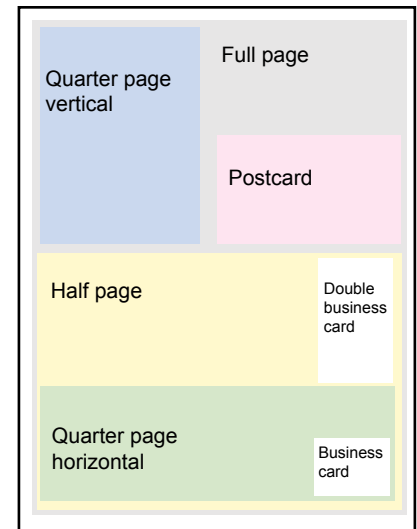 Quarter page
vertical
Full page
Postcard
Half page
Double
business
card
Quarter page
horizontal
Business
card